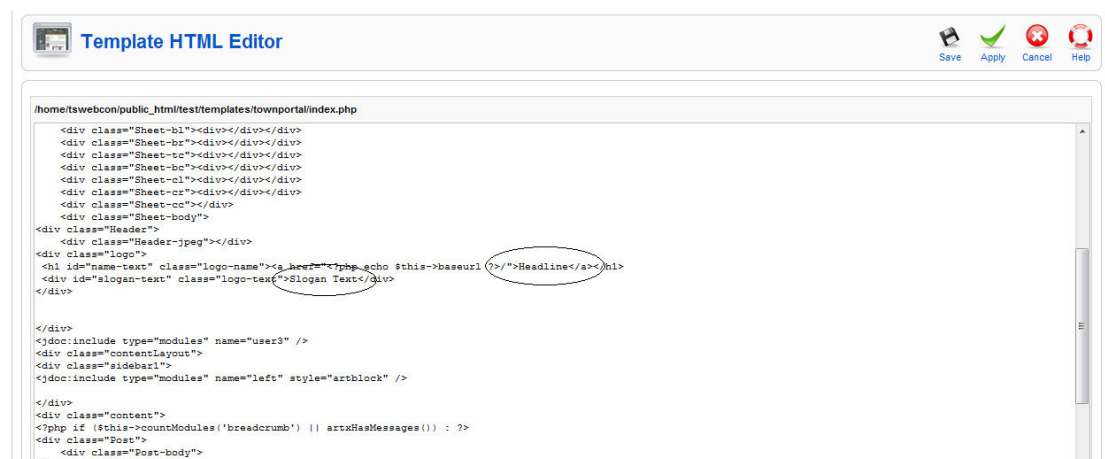 Template HTML Editor
Save Apply Cancel Help
/home/tswebcon/public_html/test/templates/townportal/index.php
<div class="Sheet-bl"><div></div></div>
<div class="Sheet-br"><div></div></div>
<div class="Sheet-tc"><div></div></div>
<div class="Sheet-bc"><div></div></div>
<div class="Sheet-cl"><div></div></div>
<div class="Sheet-cr"><div></div></div>
<div class="Sheet-cc"></div>
<div class="Sheet-body">
<div class="Header">
<div class="Header-jpeg"></div>
<div class="logo">
<h1 id="name-text" class="logo-name"><a href="<?php echo $this->baseurl ?>/">Headline</a></h1>
<div id="slogan-text" class="logo-text">Slogan Text</div>
</div>
</div>
<jdoc:include type="modules" name="user3" />
<div class="contentLayout">
<div class="sidebar1">
<jdoc:include type="modules" name="left" style="artblock" />
</div>
<div class="content">
<?php if ($this->countModules('breadcrumb') || artxHasMessages()) : ?>
<div class="Post">
<div class="Post-body">